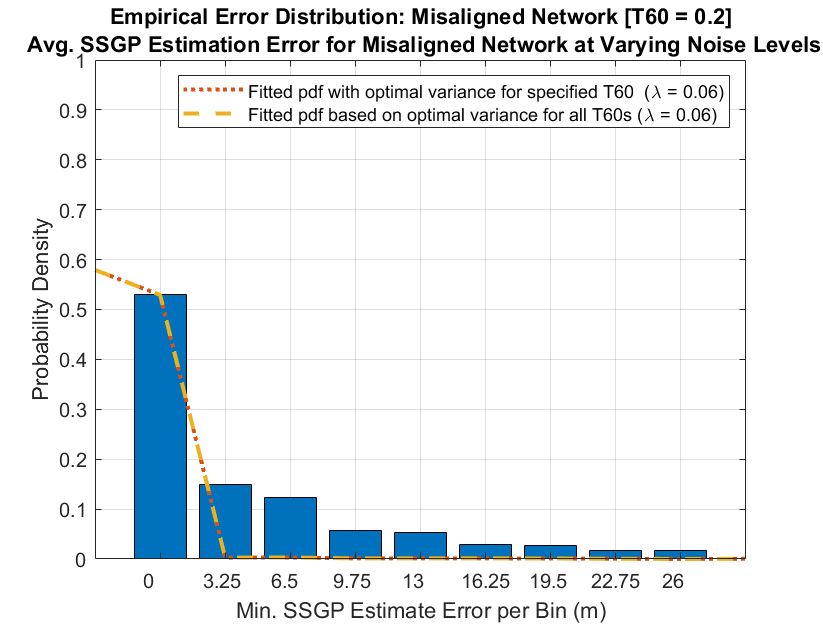 Empirical Error Distribution: Misaligned Network [T60 = 0.2]
Avg. SSGP Estimation Error for Misaligned Network at Varying Noise Levels
Fitted pdf with optimal variance for specified T60 (λ = 0.06)
Fitted pdf based on optimal variance for all T60s (λ = 0.06)
Probability Density
1
0.9
0.8
0.7
0.6
0.5
0.4
0.3
0.2
0.1
0
0 3.25 6.5 9.75 13 16.25 19.5 22.75 26
Min. SSGP Estimate Error per Bin (m)